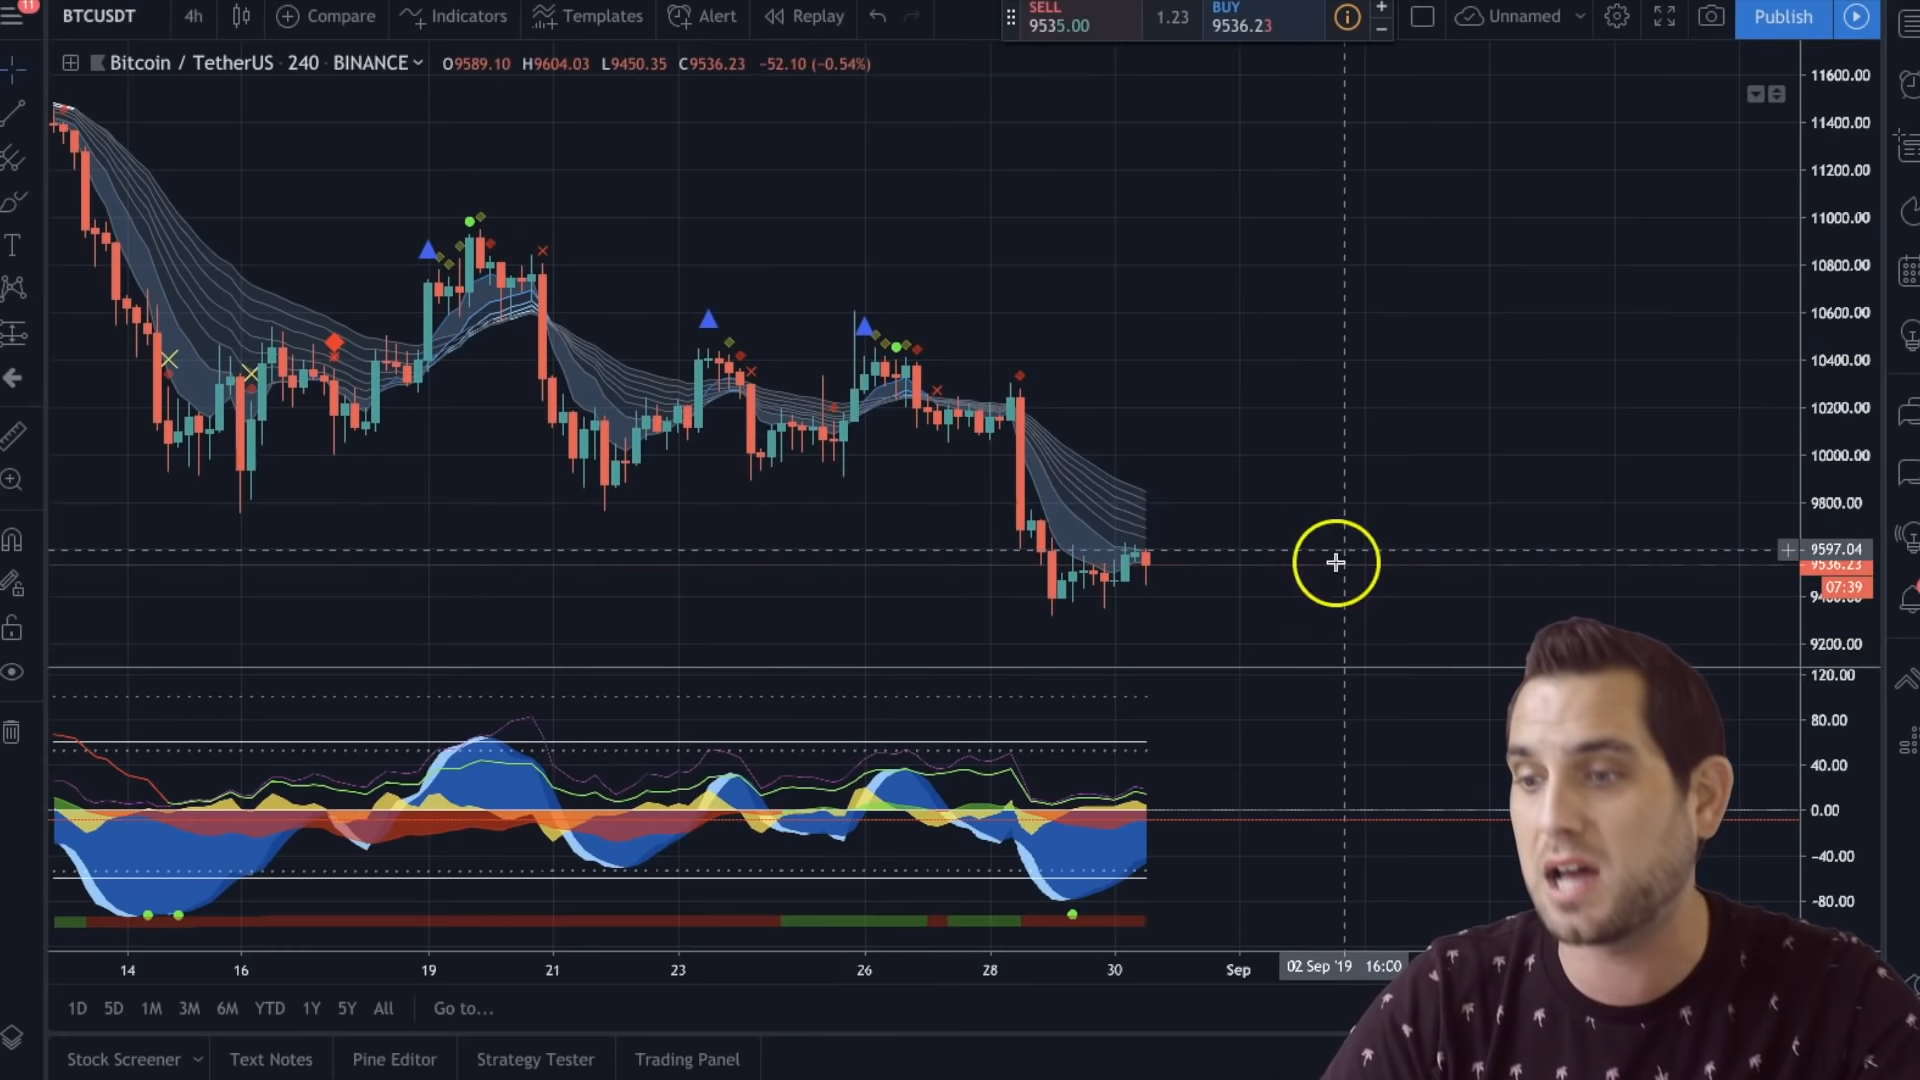 11
BTCUSDT 4h Compare Indicators Templates Alert Replay
SELL
9535.00
1.23
BUY
9536.23
Unnamed
Publish
Bitcoin / TetherUS 240 BINANCE O9589.10 H9604.03 L9450.35 C9536.23 -52.10 (-0.54%)
11600.00
11400.00
11200.00
11000.00
10800.00
10600.00
10400.00
10200.00
10000.00
9800.00
9597.04
9536.23
07:39
9200.00
120.00
80.00
40.00
0.00
-40.00
-80.00
14 16 19 21 23 26 28 30 Sep 02 Sep '19 16:00
1D 5D 1M 3M 6M YTD 1Y 5Y All Go to...
Stock Screener Text Notes Pine Editor Strategy Tester Trading Panel